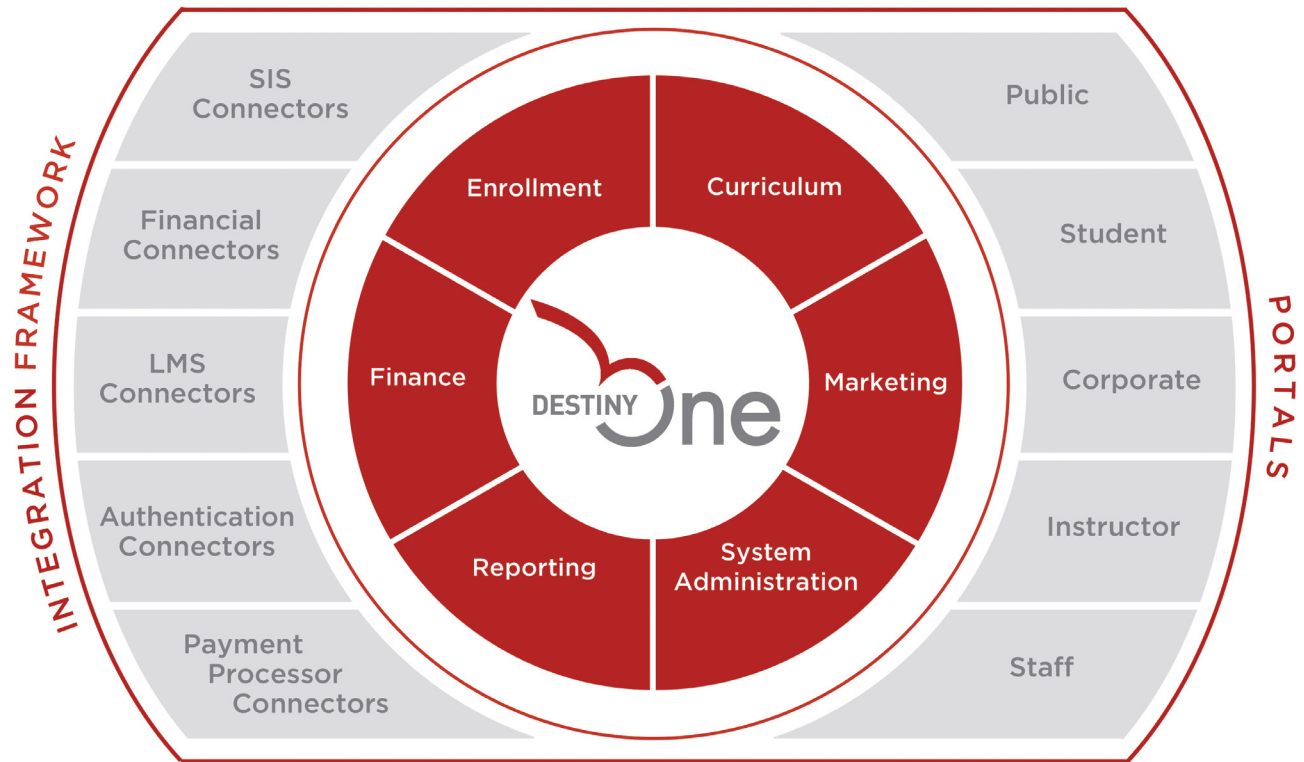 INTEGRATION FRAMEWORK
SIS
Connectors
Financial
Connectors
LMS
Connectors
Authentication
Connectors
Payment
Processor
Connectors
Enrollment
Curriculum
Finance
Marketing
Reporting
System
Administration
DESTINY One
Public
Student
Corporate
Instructor
Staff
PORTALS